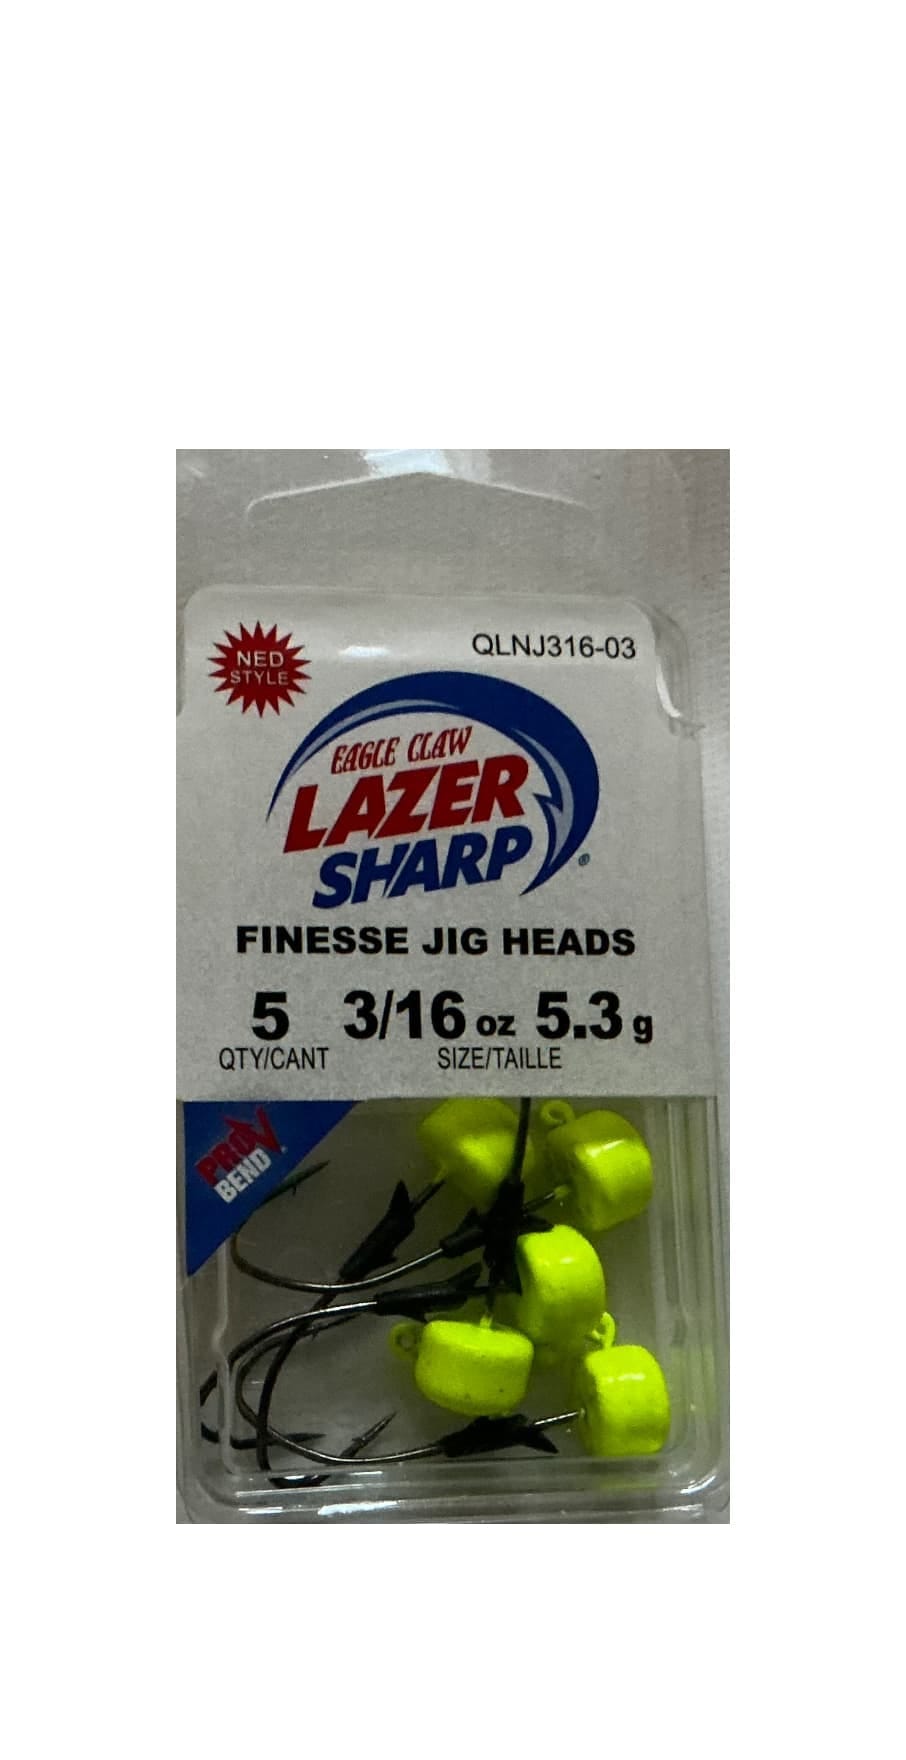 NED
STYLE
QLNJ316-03
EAGLE CLAW
LAZER
SHARP®
FINESSE JIG HEADS
5 3/16 oz 5.3 g
QTY/CANT SIZE/TAILLE
PRO V
BEND